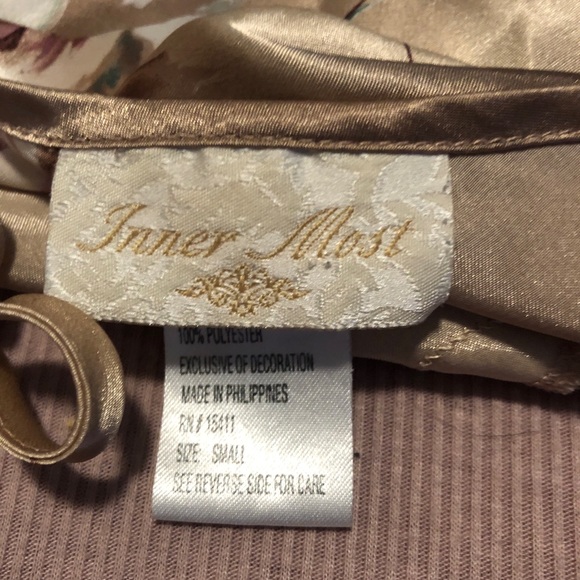 Inner Most
100% POLYESTER
EXCLUSIVE OF DECORATION
MADE IN PHILIPPINES
RN# 15411
SIZE: SMALL
SEE REVERSE SIDE FOR CARE